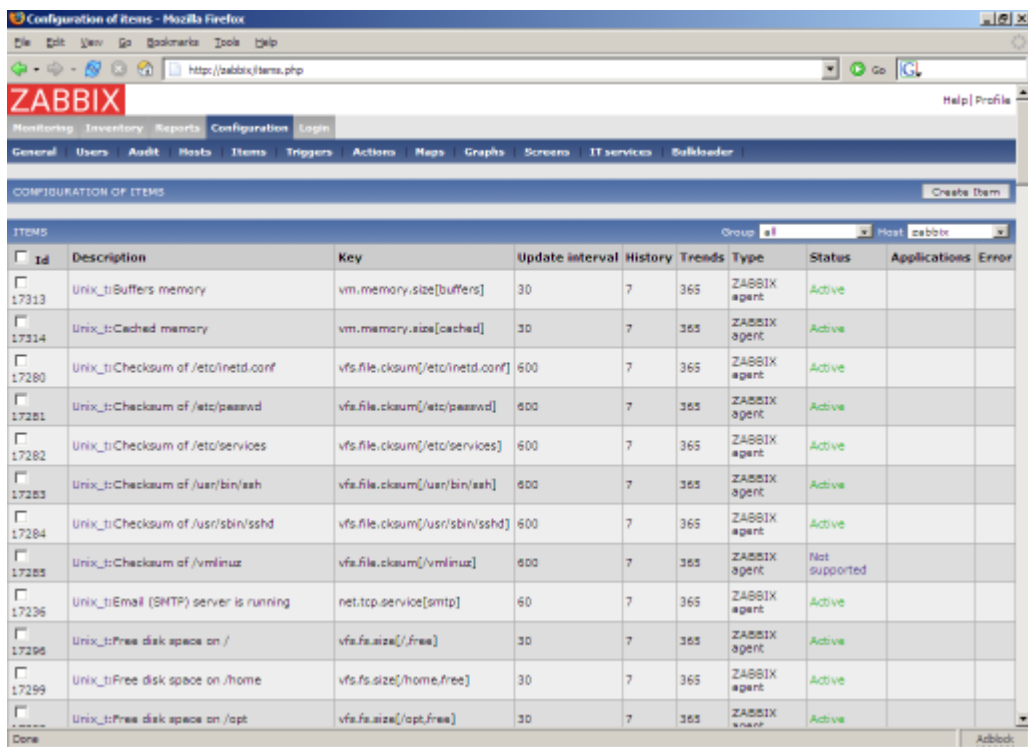 Configuration of items - Mozilla Firefox
File Edit View Go Bookmarks Tools Help
http://zabbix/items.php Go
ZABBIX
Help | Profile
Monitoring Inventory Reports Configuration Login
General Users Audit Hosts Items Triggers Actions Maps Graphs Screens IT services Bulkloader
CONFIGURATION OF ITEMS Create Item
ITEMS Group all Host zabbix
Id Description Key Update interval History Trends Type Status Applications Error
17313 Unix_t:Buffers memory vm.memory.size[buffers] 30 7 365 ZABBIX agent Active
17314 Unix_t:Cached memory vm.memory.size[cached] 30 7 365 ZABBIX agent Active
17280 Unix_t:Checksum of /etc/inetd.conf vfs.file.cksum[/etc/inetd.conf] 600 7 365 ZABBIX agent Active
17281 Unix_t:Checksum of /etc/passwd vfs.file.cksum[/etc/passwd] 600 7 365 ZABBIX agent Active
17282 Unix_t:Checksum of /etc/services vfs.file.cksum[/etc/services] 600 7 365 ZABBIX agent Active
17283 Unix_t:Checksum of /usr/bin/ssh vfs.file.cksum[/usr/bin/ssh] 600 7 365 ZABBIX agent Active
17284 Unix_t:Checksum of /usr/sbin/sshd vfs.file.cksum[/usr/sbin/sshd] 600 7 365 ZABBIX agent Active
17285 Unix_t:Checksum of /vmlinuz vfs.file.cksum[/vmlinuz] 600 7 365 ZABBIX agent Not supported
17236 Unix_t:Email (SMTP) server is running net.tcp.service[smtp] 60 7 365 ZABBIX agent Active
17296 Unix_t:Free disk space on / vfs.fs.size[/,free] 30 7 365 ZABBIX agent Active
17299 Unix_t:Free disk space on /home vfs.fs.size[/home,free] 30 7 365 ZABBIX agent Active
Unix_t:Free disk space on /opt vfs.fs.size[/opt,free] 30 7 365 ZABBIX agent Active
Done Adblock